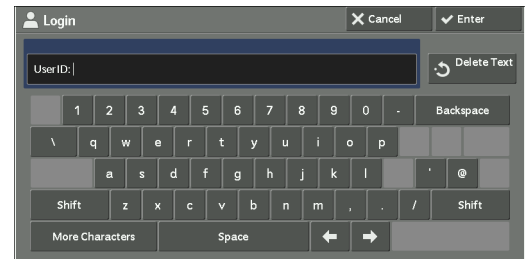 Login
Cancel
Enter
UserID:
Delete Text
1 2 3 4 5 6 7 8 9 0 - Backspace
\ q w e r t y u i o p
a s d f g h j k l ' @
Shift z x c v b n m , . / Shift
More Characters Space